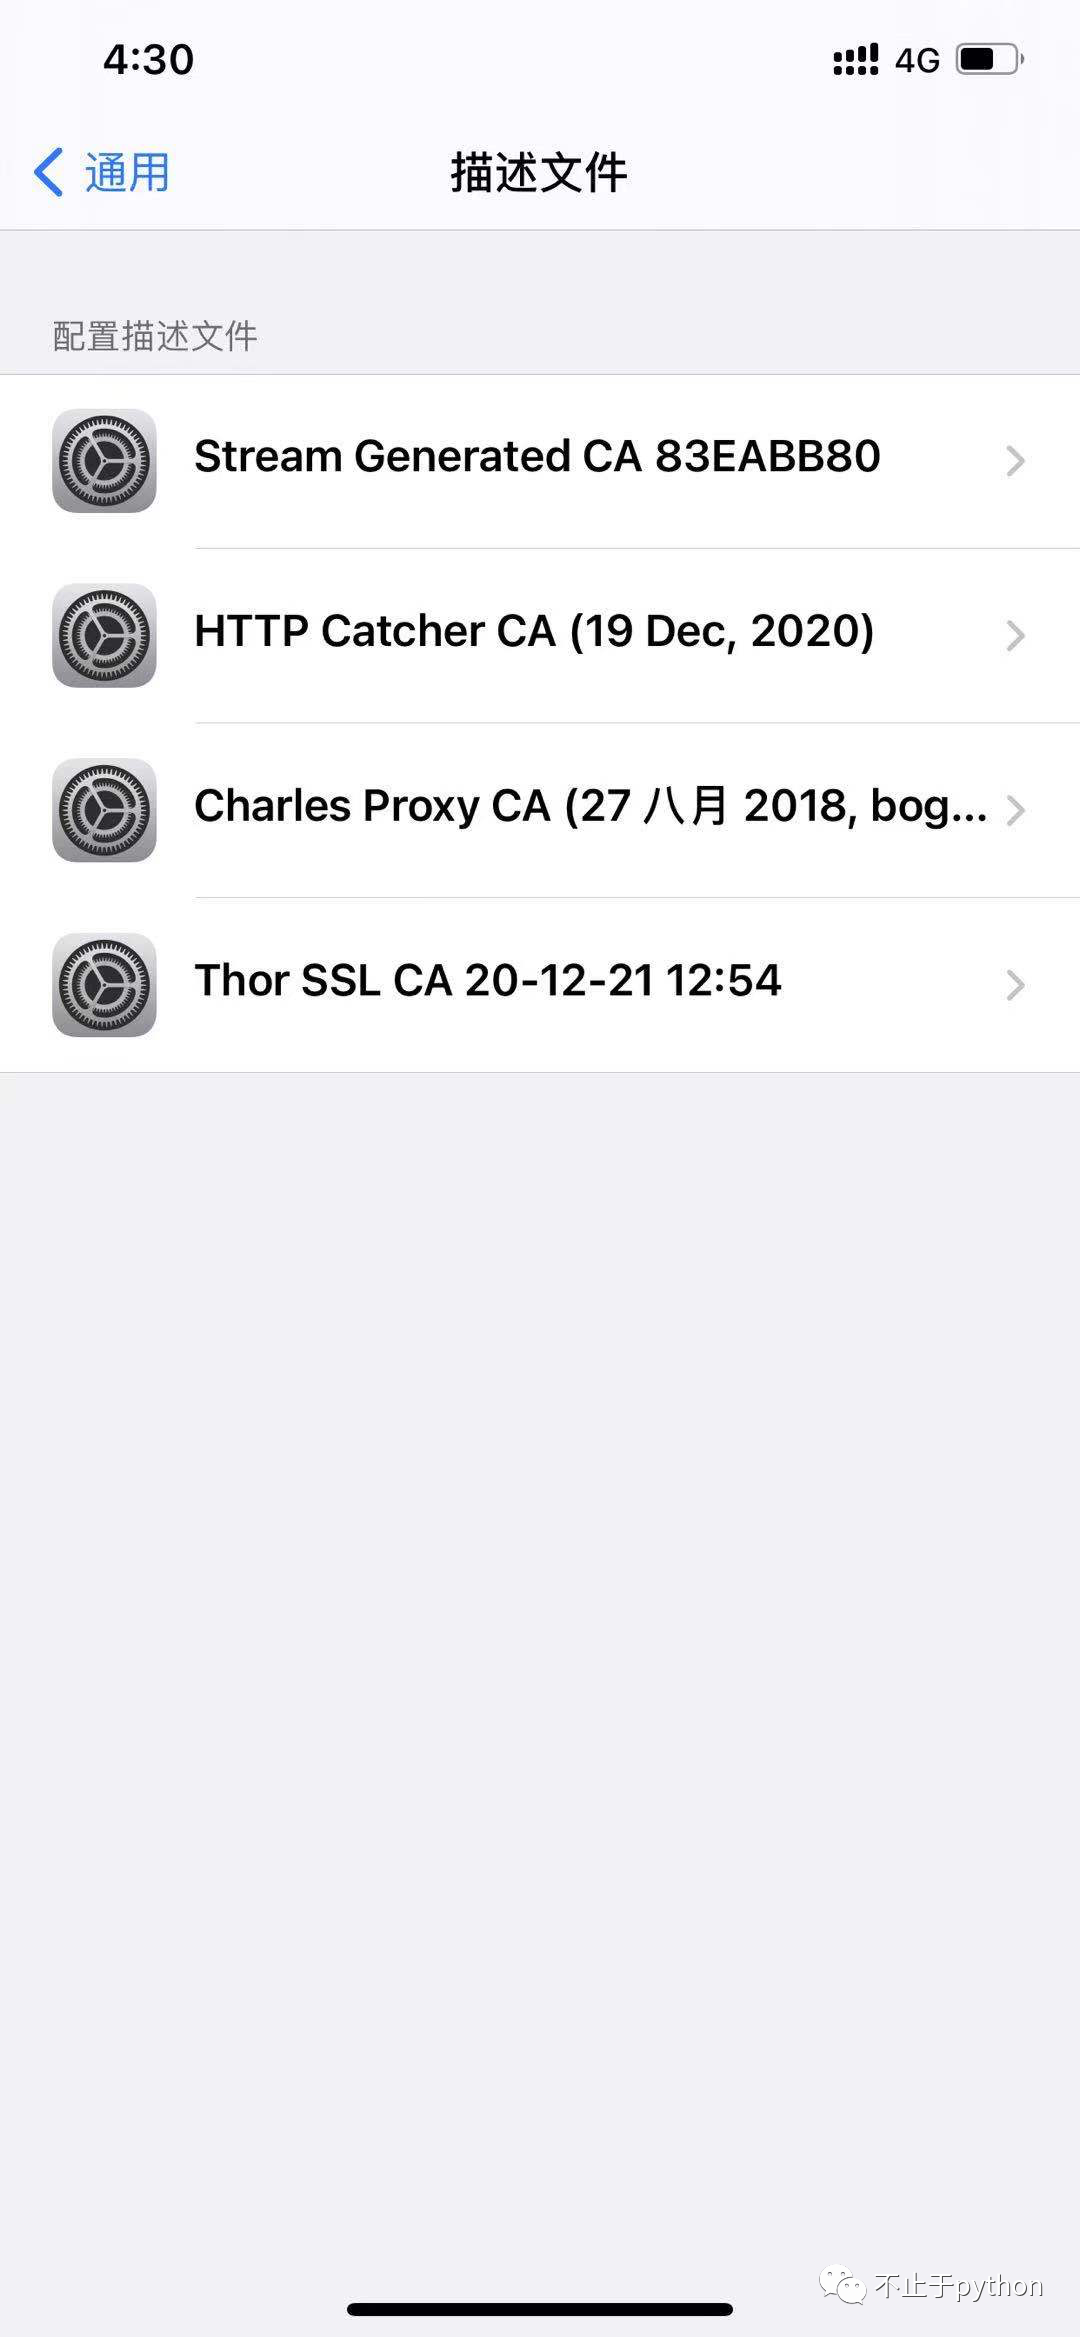 4:30
4G
通用
描述文件
配置描述文件
Stream Generated CA 83EABB80
HTTP Catcher CA (19 Dec, 2020)
Charles Proxy CA (27 八月 2018, bog...
Thor SSL CA 20-12-21 12:54
不止于python